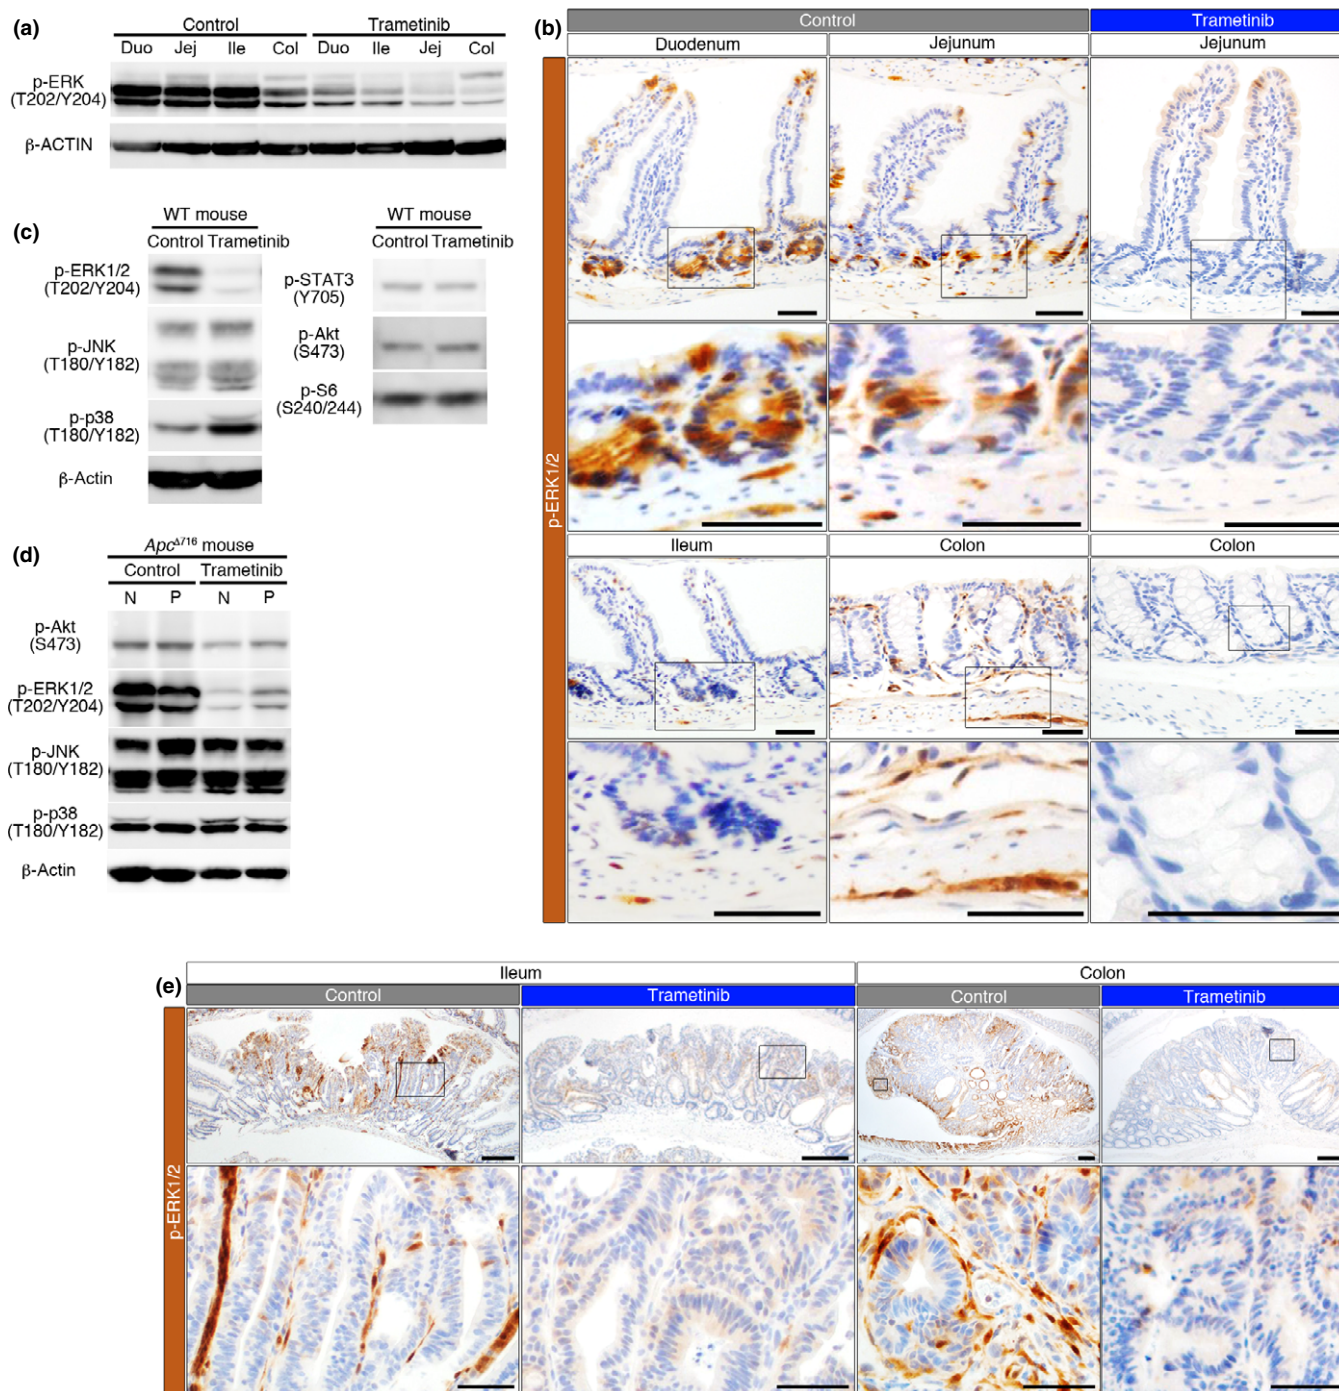 (a)
Control Trametinib
Duo Jej Ile Col Duo Ile Jej Col
p-ERK
(T202/Y204)
β-ACTIN
(b)
Control Trametinib
Duodenum Jejunum Jejunum
p-ERK1/2
Ileum Colon Colon
(c)
WT mouse
Control Trametinib
p-ERK1/2
(T202/Y204)
p-JNK
(T180/Y182)
p-p38
(T180/Y182)
β-Actin
WT mouse
Control Trametinib
p-STAT3
(Y705)
p-Akt
(S473)
p-S6
(S240/244)
(d)
Apc^Δ716 mouse
Control Trametinib
N P N P
p-Akt
(S473)
p-ERK1/2
(T202/Y204)
p-JNK
(T180/Y182)
p-p38
(T180/Y182)
β-Actin
(e)
Ileum Colon
Control Trametinib Control Trametinib
p-ERK1/2